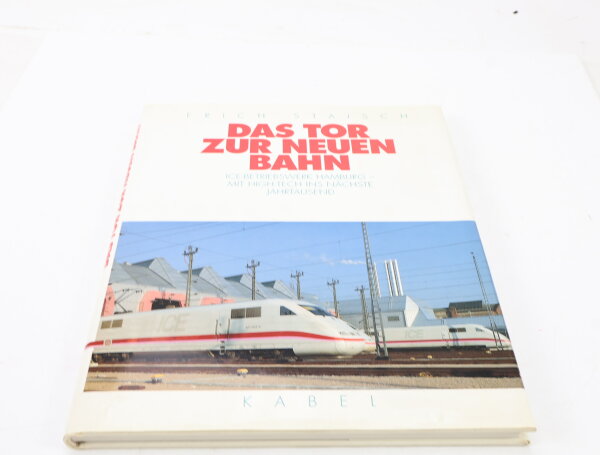 ERICH STAISCH
DAS TOR
ZUR NEUEN
BAHN
ICE-BETRIEBSWERK HAMBURG –
MIT HIGH-TECH INS NÄCHSTE
JAHRTAUSEND
ICE
KABEL